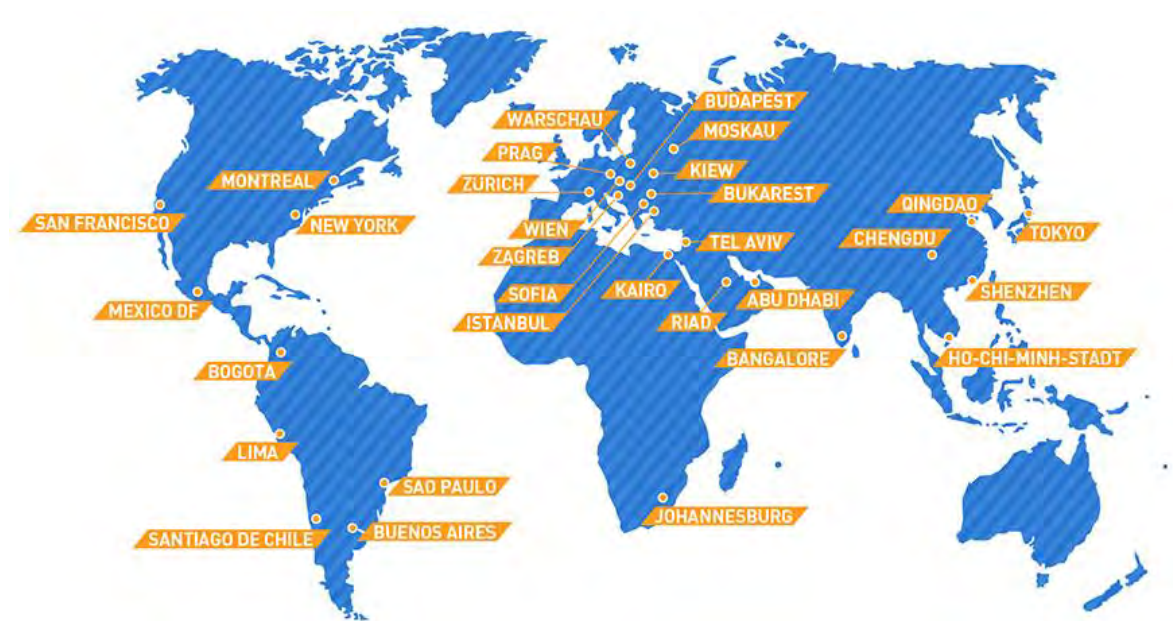 BUDAPEST
WARSCHAU
MOSKAU
PRAG
KIEW
MONTREAL
ZÜRICH
BUKAREST
QINGDAO
SAN FRANCISCO
NEW YORK
WIEN
TOKYO
CHENGDU
TEL AVIV
ZAGREB
SOFIA
KAIRO
ABU DHABI
SHENZHEN
MEXICO DF
ISTANBUL
RIAD
BANGALORE
HO-CHI-MINH-STADT
BOGOTA
LIMA
SAO PAULO
JOHANNESBURG
BUENOS AIRES
SANTIAGO DE CHILE